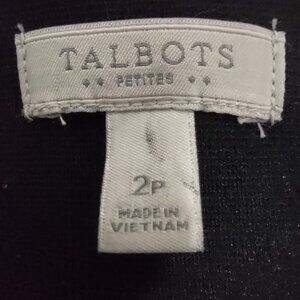 TALBOTS
PETITES
2P
MADE IN
VIETNAM